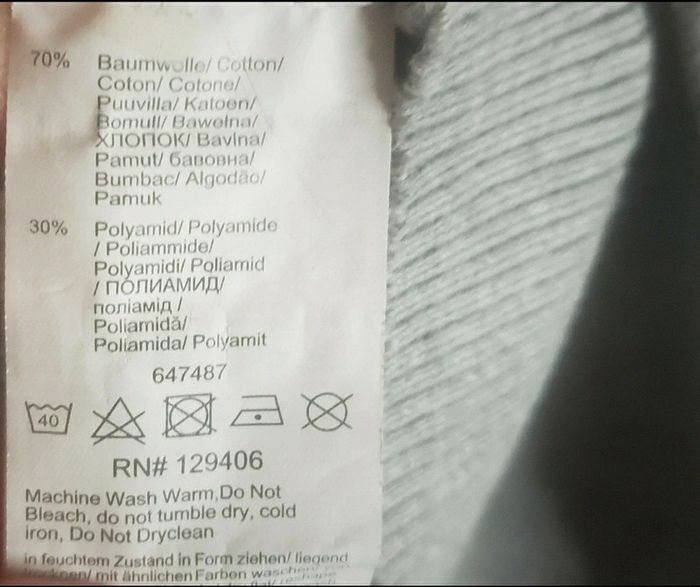 70% Baumwolle/ Cotton/
Coton/ Cotone/
Puuvilla/ Katoen/
Bomull/ Bawełna/
ХЛОПОК/ Bavlna/
Pamut/ бавовна/
Bumbac/ Algodão/
Pamuk
30% Polyamid/ Polyamide
/ Poliammide/
Polyamidi/ Poliamid
/ ПОЛИАМИД/
поліамід /
Poliamidă/
Poliamida/ Polyamit
647487
40
RN# 129406
Machine Wash Warm,Do Not
Bleach, do not tumble dry, cold
iron, Do Not Dryclean
in feuchtem Zustand in Form ziehen/ liegend
trocknen/ mit ähnlichen Farben waschen